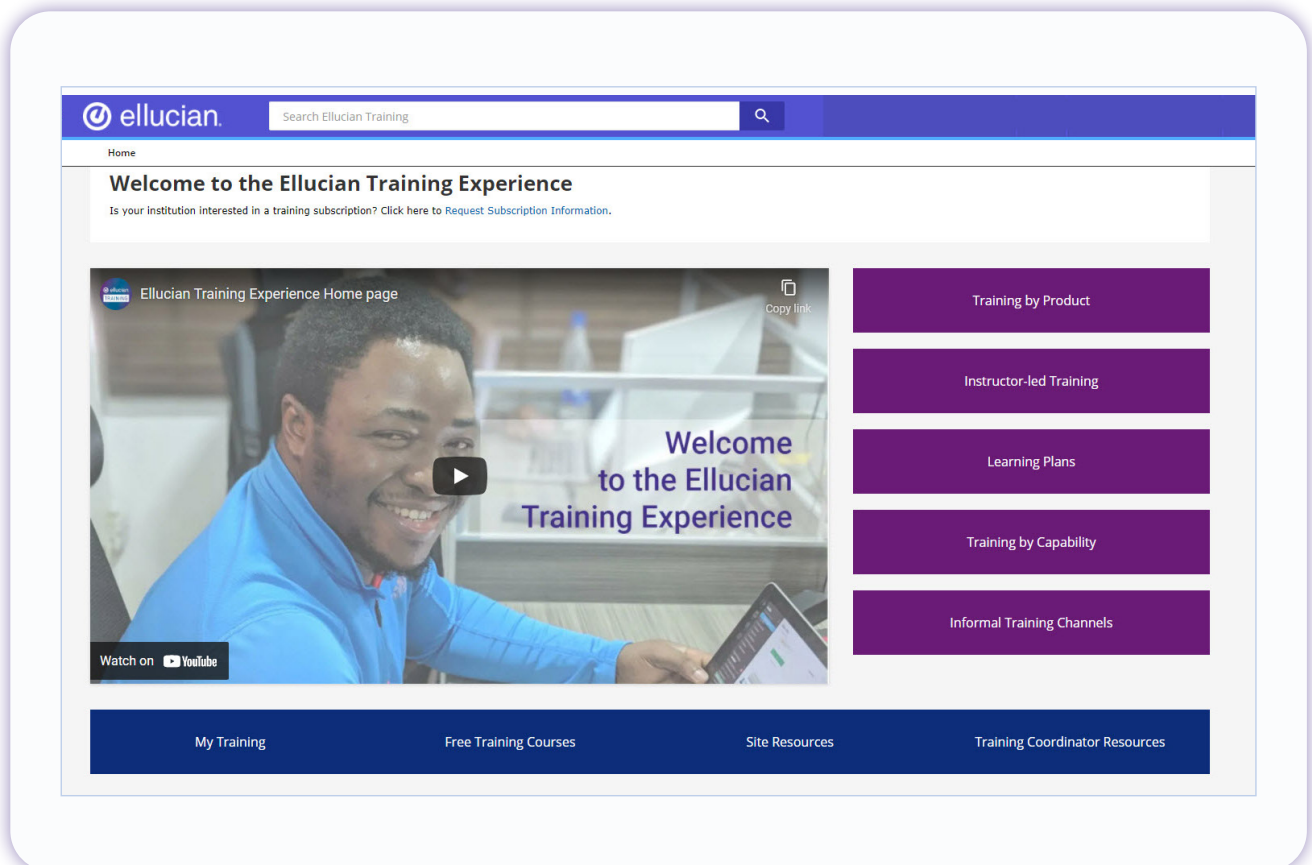 ellucian.
Search Ellucian Training
Home
Welcome to the Ellucian Training Experience
Is your institution interested in a training subscription? Click here to Request Subscription Information.
Ellucian Training Experience Home page
Copy link
Welcome
to the Ellucian
Training Experience
Watch on YouTube
Training by Product
Instructor-led Training
Learning Plans
Training by Capability
Informal Training Channels
My Training
Free Training Courses
Site Resources
Training Coordinator Resources